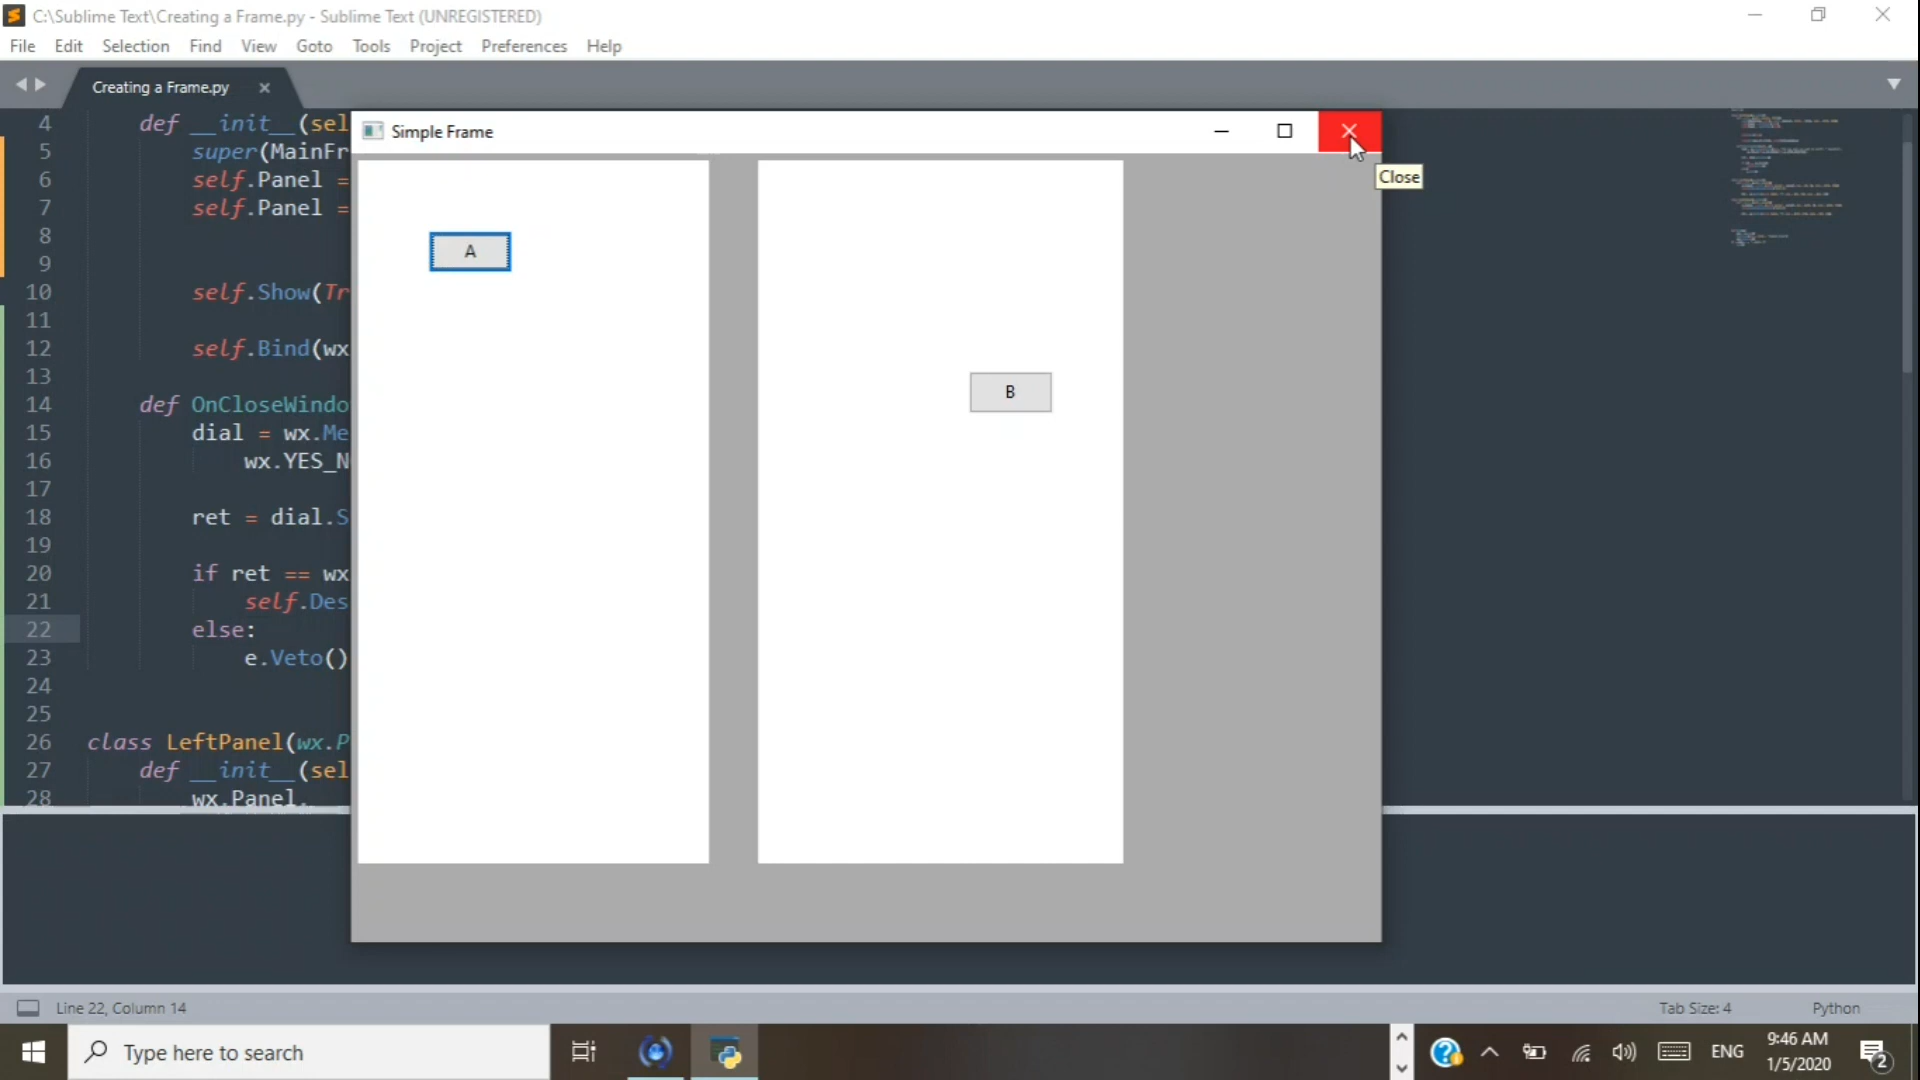 C:\Sublime Text\Creating a Frame.py - Sublime Text (UNREGISTERED)
File Edit Selection Find View Goto Tools Project Preferences Help
Creating a Frame.py
4 def __init__(sel
5 super(MainFr
6 self.Panel =
7 self.Panel =
8
9
10 self.Show(Tr
11
12 self.Bind(wx
13
14 def OnCloseWindo
15 dial = wx.Me
16 wx.YES_N
17
18 ret = dial.S
19
20 if ret == wx
21 self.Des
22 else:
23 e.Veto()
24
25
26 class LeftPanel(wx.P
27 def __init__(sel
28 wx.Panel.
Simple Frame
Close
A
B
Line 22, Column 14
Tab Size: 4
Python
Type here to search
ENG
9:46 AM
1/5/2020
2